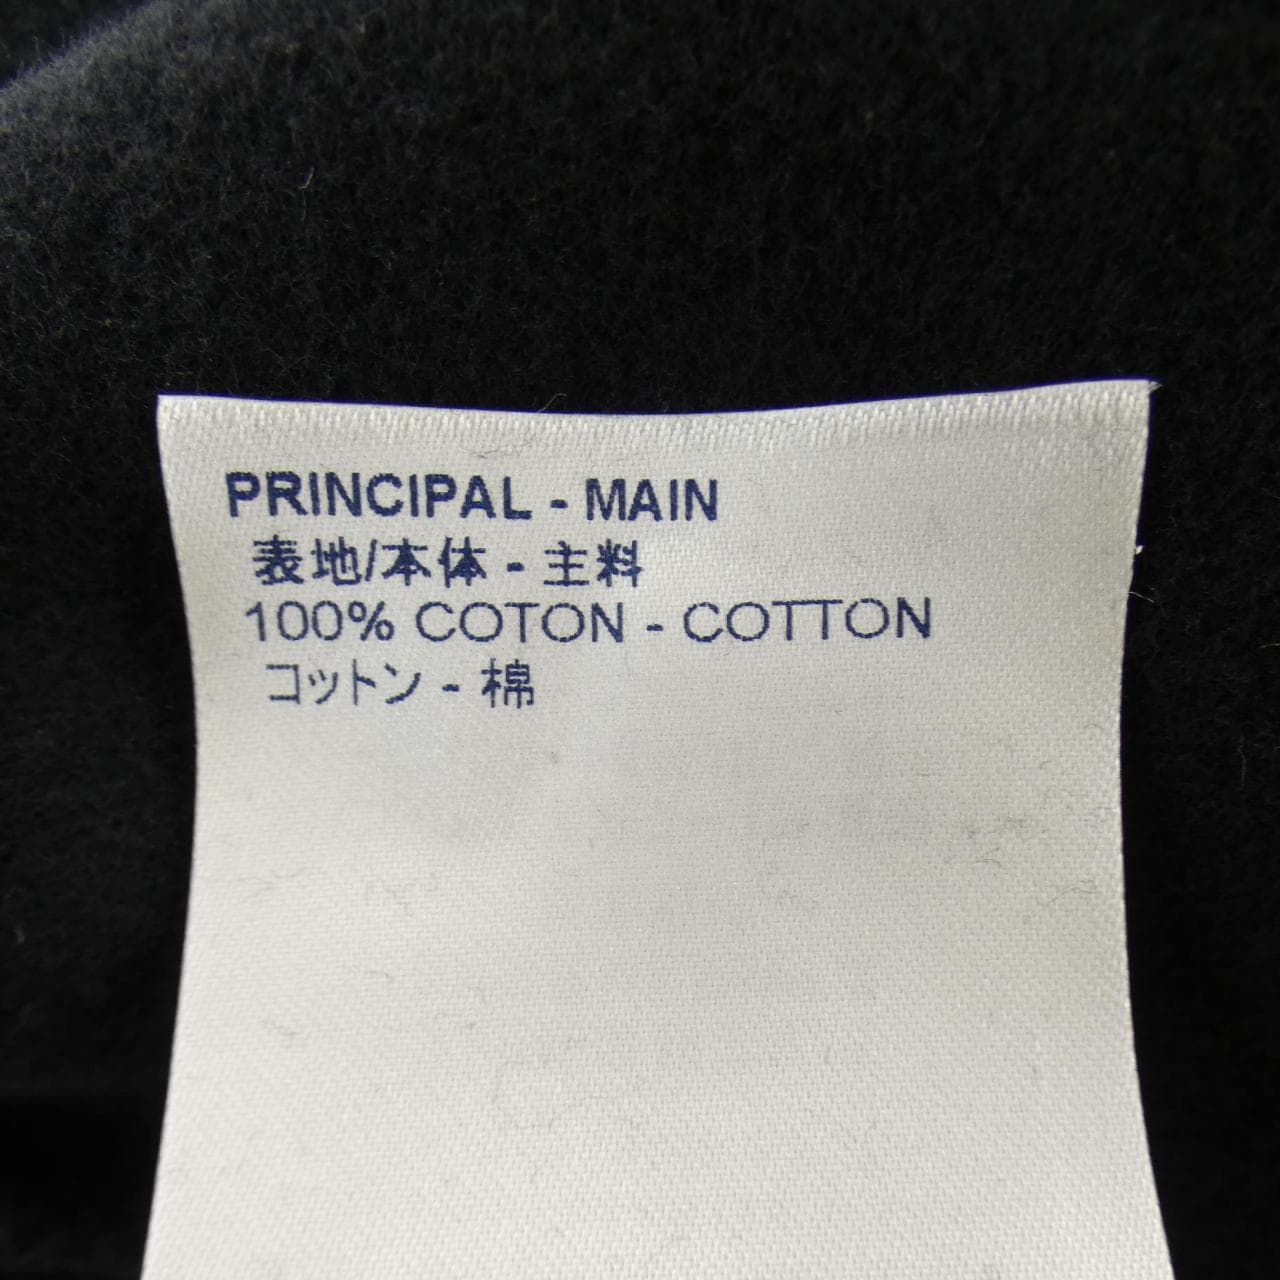 PRINCIPAL - MAIN
表地/本体 - 主料
100% COTON - COTTON
コットン - 棉